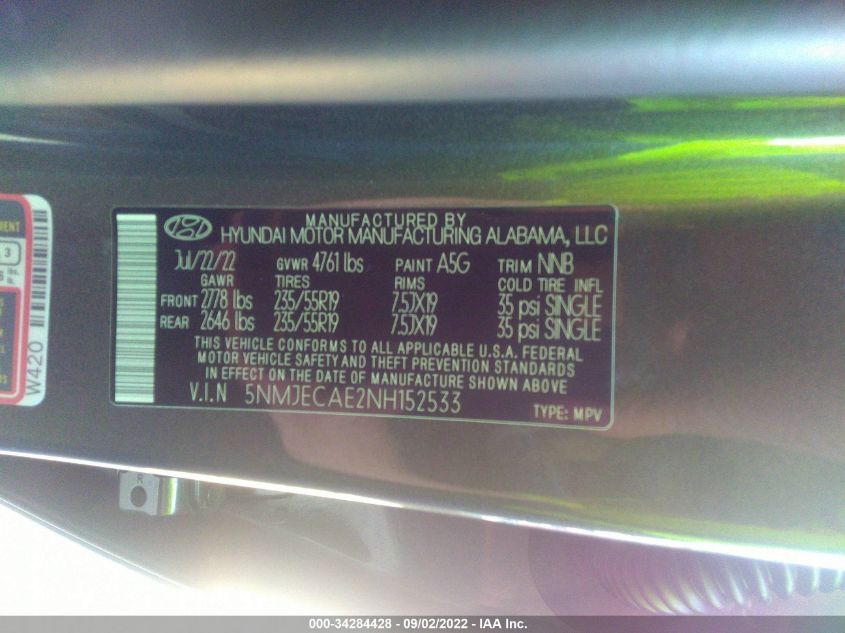 MANUFACTURED BY
HYUNDAI MOTOR MANUFACTURING ALABAMA, LLC
Jul/22/22 GVWR 4761 lbs PAINT A5G TRIM NNB
GAWR TIRES RIMS COLD TIRE INFL
FRONT 2778 lbs 235/55R19 7.5JX19 35 psi SINGLE
REAR 2646 lbs 235/55R19 7.5JX19 35 psi SINGLE
THIS VEHICLE CONFORMS TO ALL APPLICABLE U.S.A. FEDERAL
MOTOR VEHICLE SAFETY AND THEFT PREVENTION STANDARDS
IN EFFECT ON THE DATE OF MANUFACTURE SHOWN ABOVE
V.I.N 5NMJECAE2NH152533
TYPE: MPV
W420
3
lbs.
R
000-34284428 - 09/02/2022 - IAA Inc.